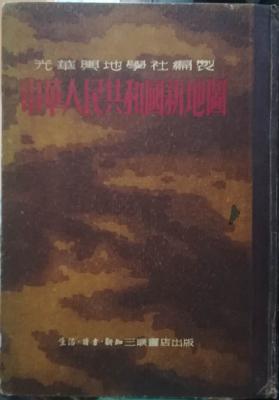 光華輿地學社編製
中華人民共和國新地圖
生活·讀書·新知三聯書店出版